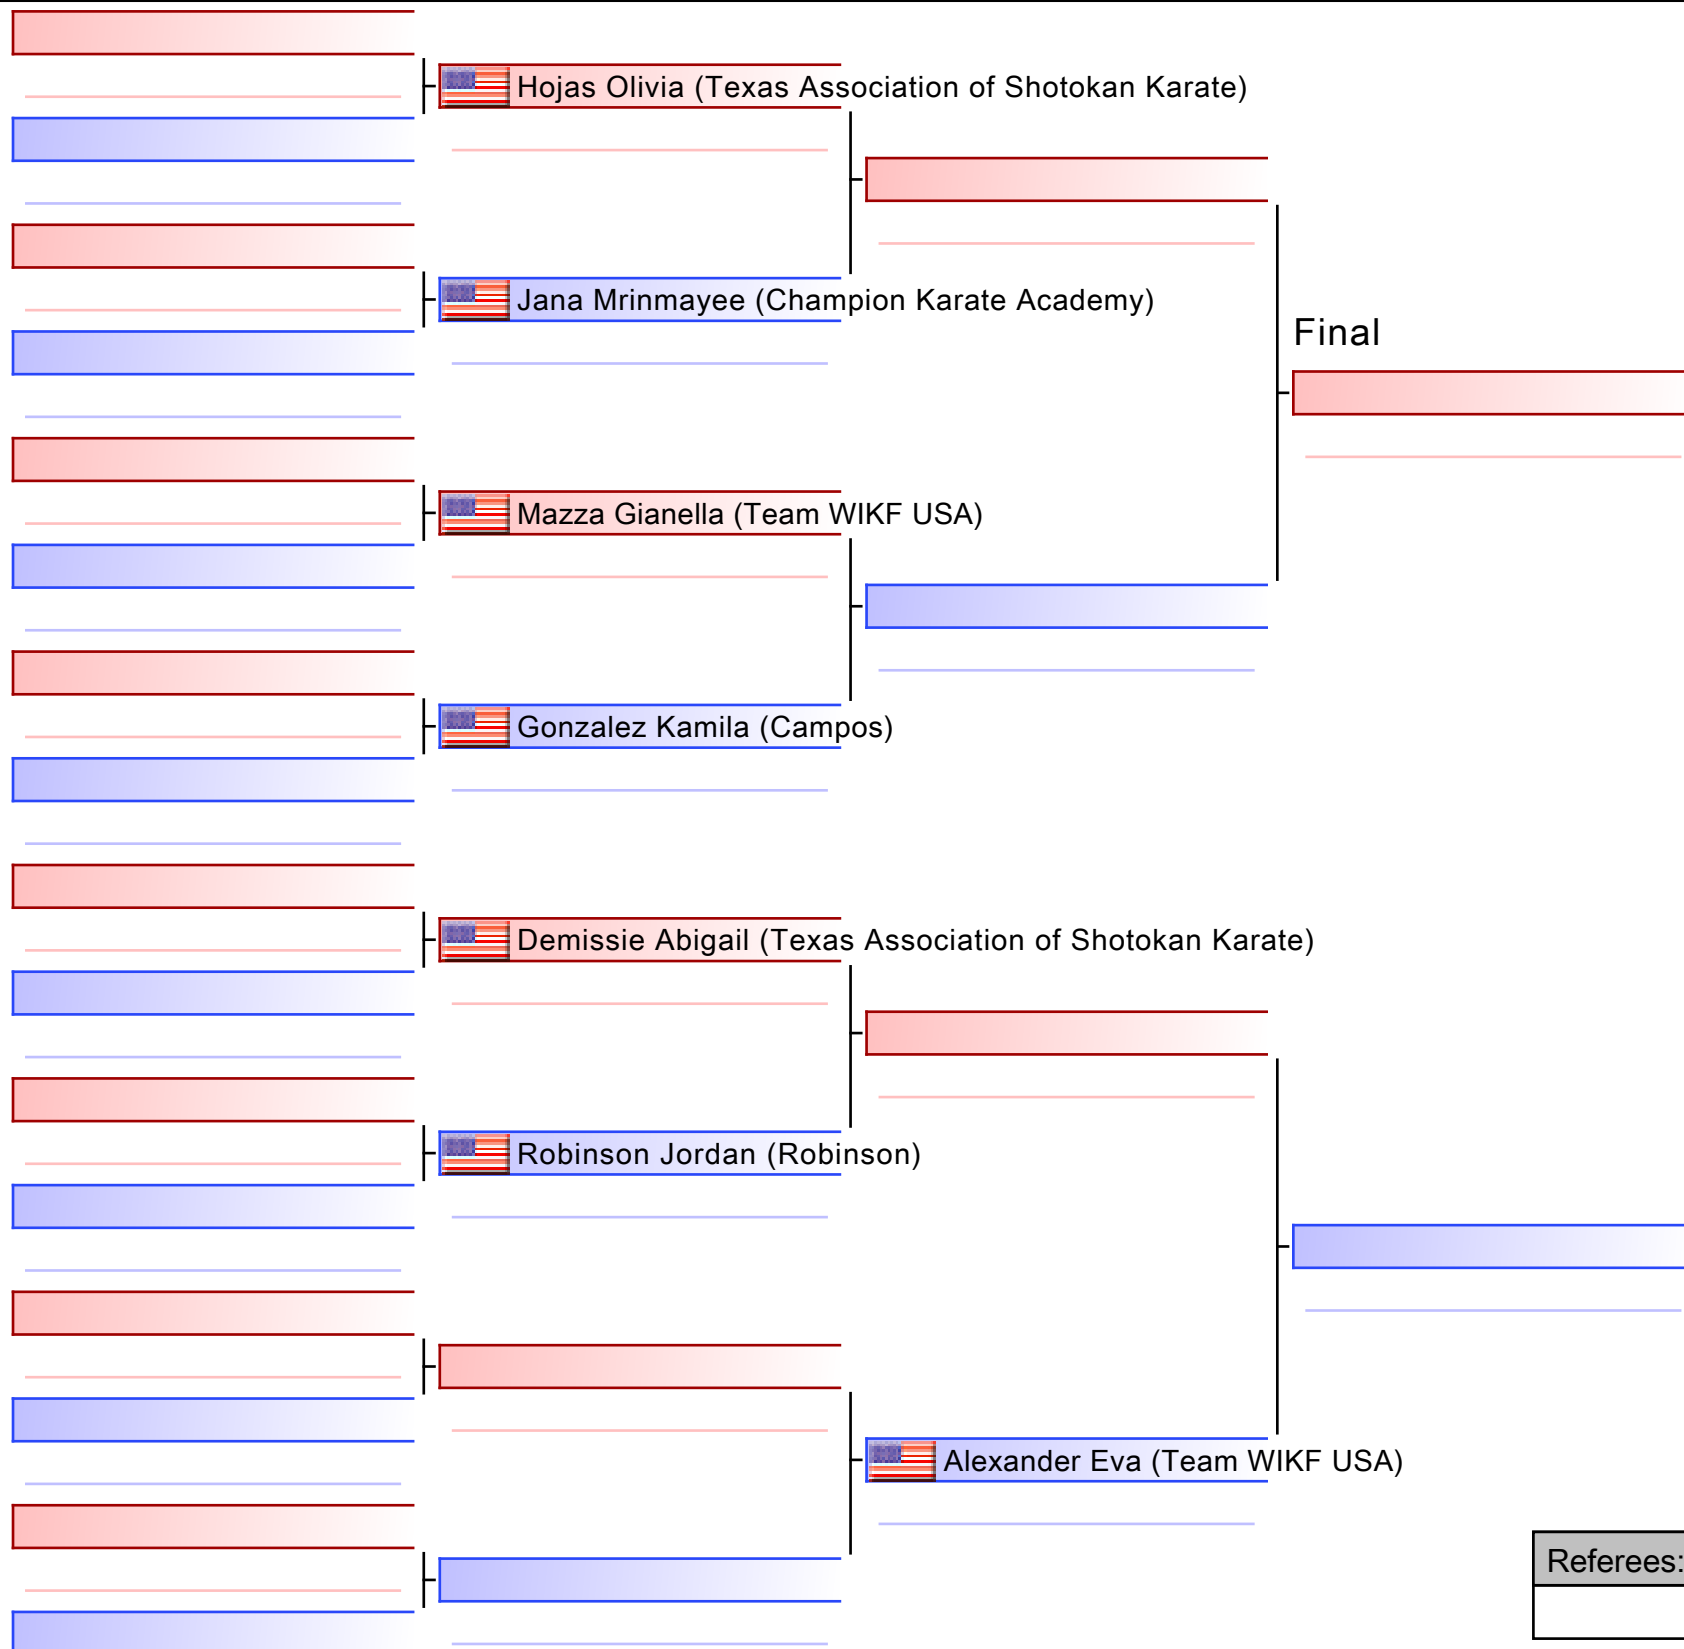 Hojas Olivia (Texas Association of Shotokan Karate)
Jana Mrinmayee (Champion Karate Academy)
Final
Mazza Gianella (Team WIKF USA)
Gonzalez Kamila (Campos)
Demissie Abigail (Texas Association of Shotokan Karate)
Robinson Jordan (Robinson)
Alexander Eva (Team WIKF USA)
Referees: